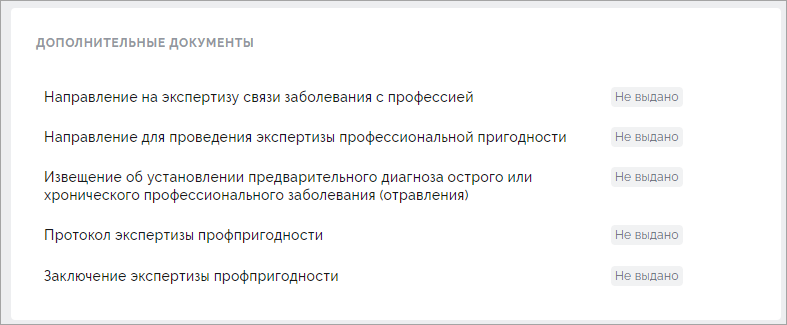 ДОПОЛНИТЕЛЬНЫЕ ДОКУМЕНТЫ
Направление на экспертизу связи заболевания с профессией Не выдано
Направление для проведения экспертизы профессиональной пригодности Не выдано
Извещение об установлении предварительного диагноза острого или Не выдано
хронического профессионального заболевания (отравления)
Протокол экспертизы профпригодности Не выдано
Заключение экспертизы профпригодности Не выдано